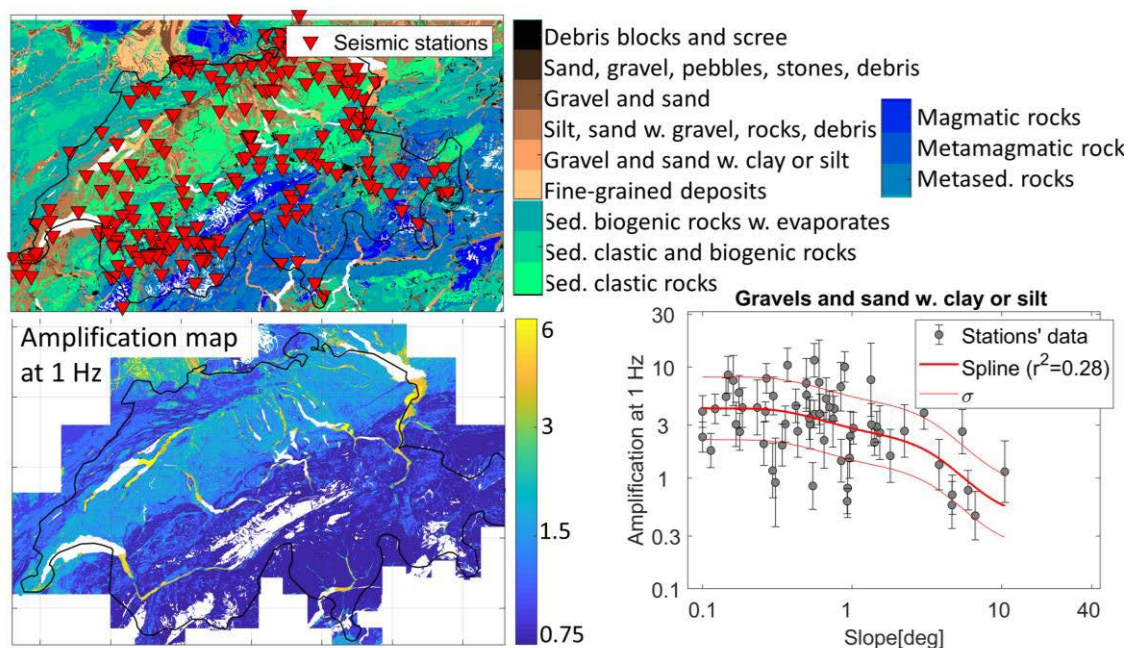 Seismic stations
Debris blocks and scree
Sand, gravel, pebbles, stones, debris
Gravel and sand
Silt, sand w. gravel, rocks, debris
Gravel and sand w. clay or silt
Fine-grained deposits
Sed. biogenic rocks w. evaporates
Sed. clastic and biogenic rocks
Sed. clastic rocks
Magmatic rocks
Metamagmatic rock
Metased. rocks
Amplification map
at 1 Hz
6
3
1.5
0.75
Gravels and sand w. clay or silt
Stations' data
Spline (r²=0.28)
σ
Amplification at 1 Hz
30
10
3
1
0.3
0.1
0.1
1
10
40
Slope[deg]